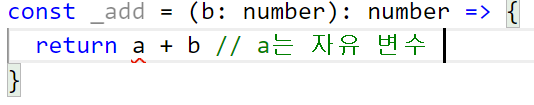 const _add = (b: number): number => {
return a + b // a는 자유 변수
}